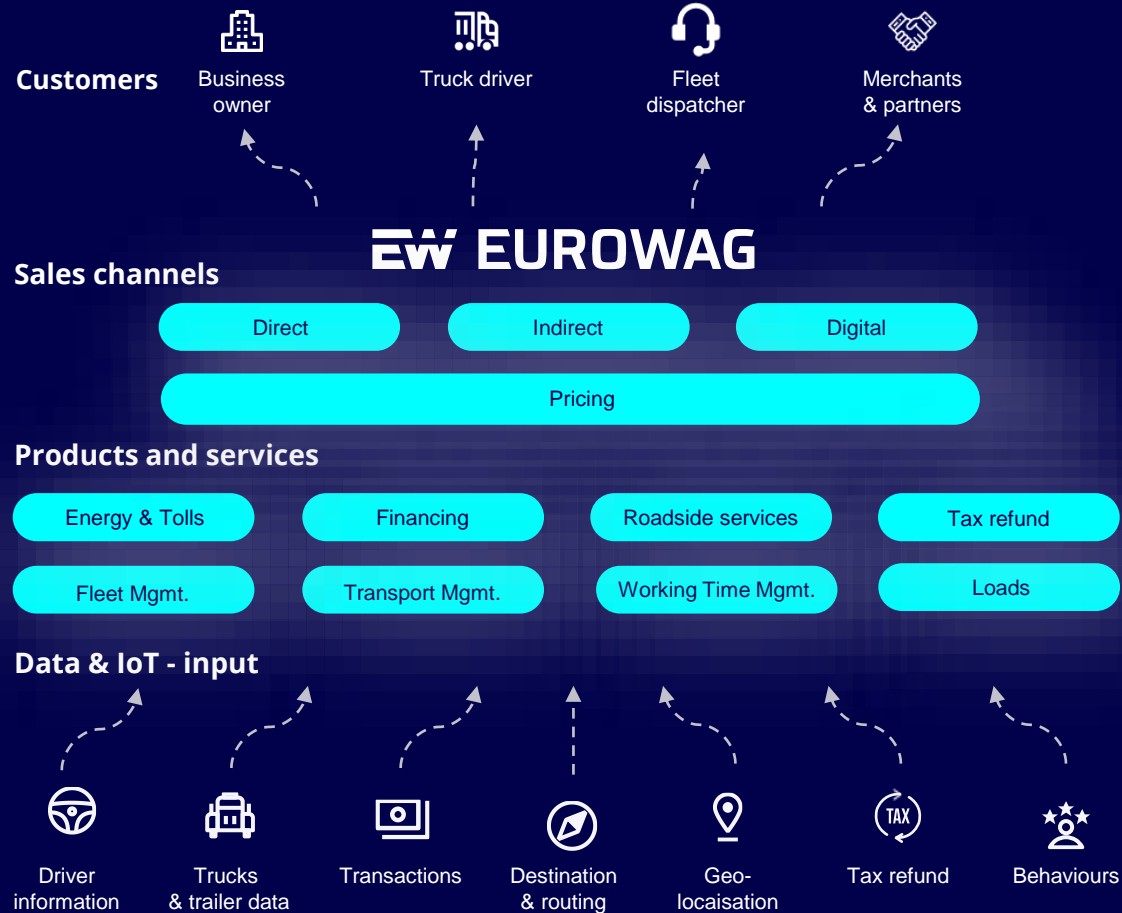 Customers
Business
owner
Truck driver
Fleet
dispatcher
Merchants
& partners
EW EUROWAG
Sales channels
Direct
Indirect
Digital
Pricing
Products and services
Energy & Tolls
Financing
Roadside services
Tax refund
Fleet Mgmt.
Transport Mgmt.
Working Time Mgmt.
Loads
Data & IoT - input
TAX
Driver
information
Trucks
& trailer data
Transactions
Destination
& routing
Geo-
locaisation
Tax refund
Behaviours